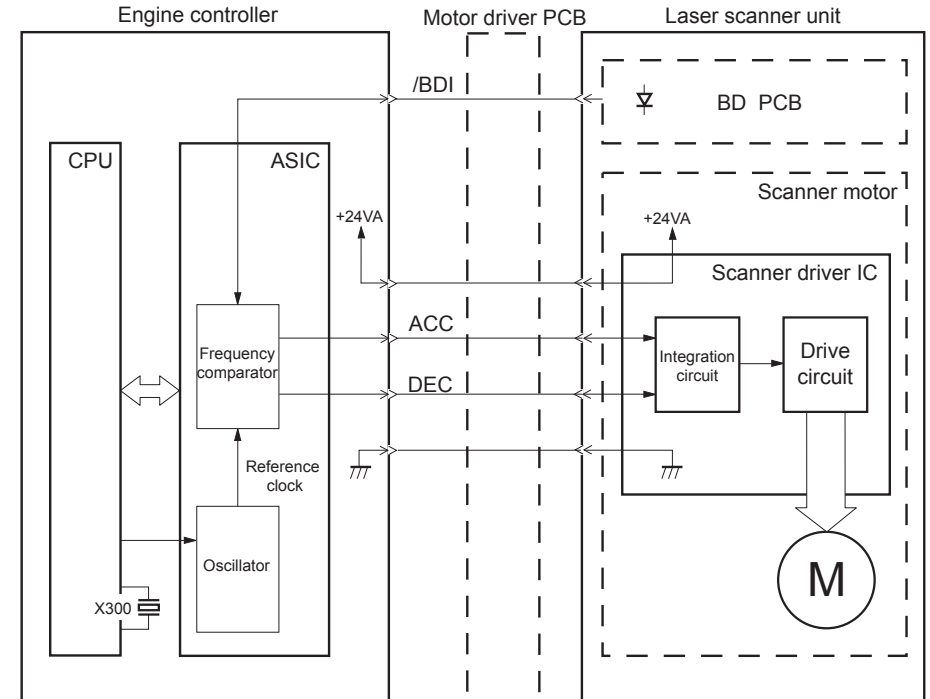 Engine controller
Motor driver PCB
Laser scanner unit
/BDI
BD PCB
CPU
ASIC
Scanner motor
+24VA
+24VA
Scanner driver IC
ACC
Frequency
comparator
Integration
circuit
Drive
circuit
DEC
Reference
clock
Oscillator
X300
M